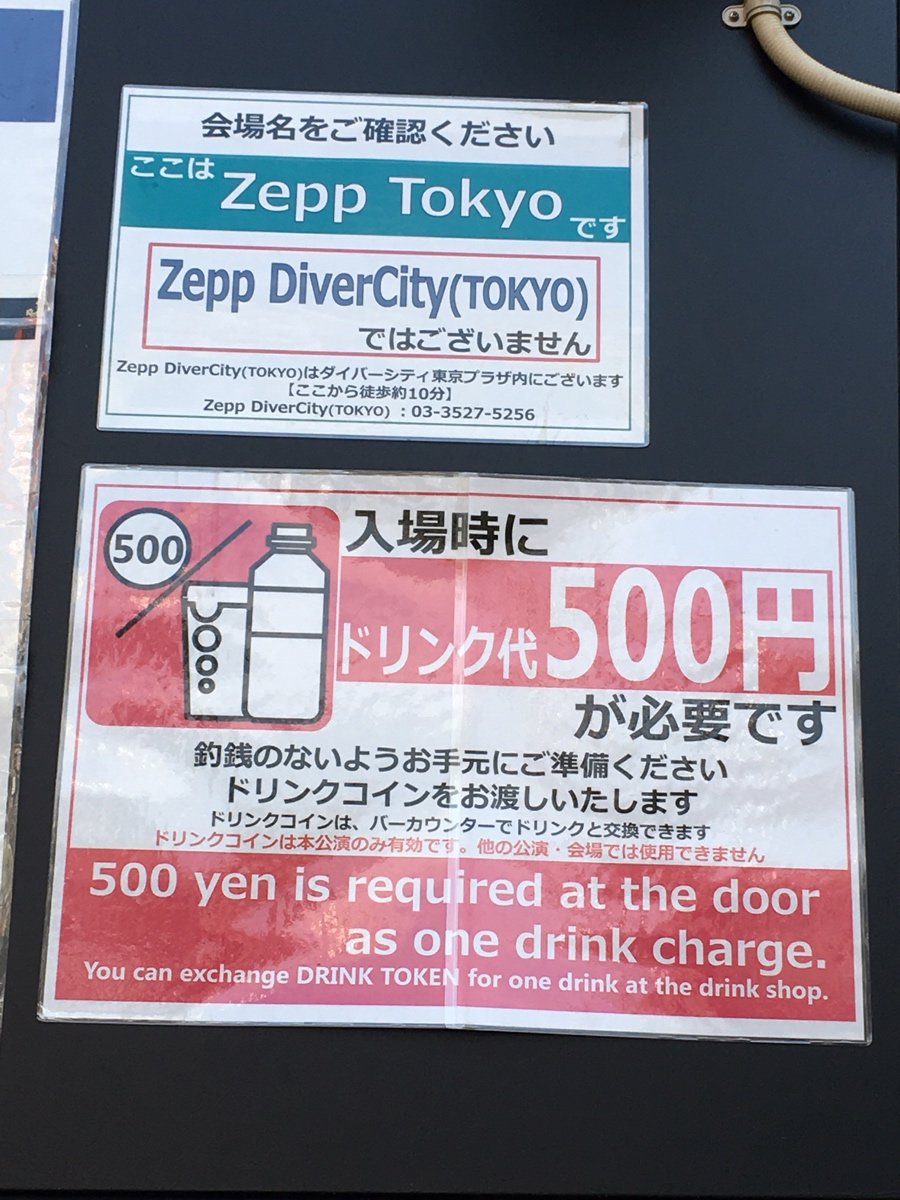 会場名をご確認ください
ここは Zepp Tokyo です
Zepp DiverCity(TOKYO)
ではございません
Zepp DiverCity(TOKYO)はダイバーシティ東京プラザ内にございます
【ここから徒歩約10分】
Zepp DiverCity(TOKYO) : 03-3527-5256
500
入場時に
ドリンク代500円
が必要です
釣銭のないようお手元にご準備ください
ドリンクコインをお渡しいたします
ドリンクコインは、バーカウンターでドリンクと交換できます
ドリンクコインは本公演のみ有効です。他の公演・会場では使用できません
500 yen is required at the door
as one drink charge.
You can exchange DRINK TOKEN for one drink at the drink shop.